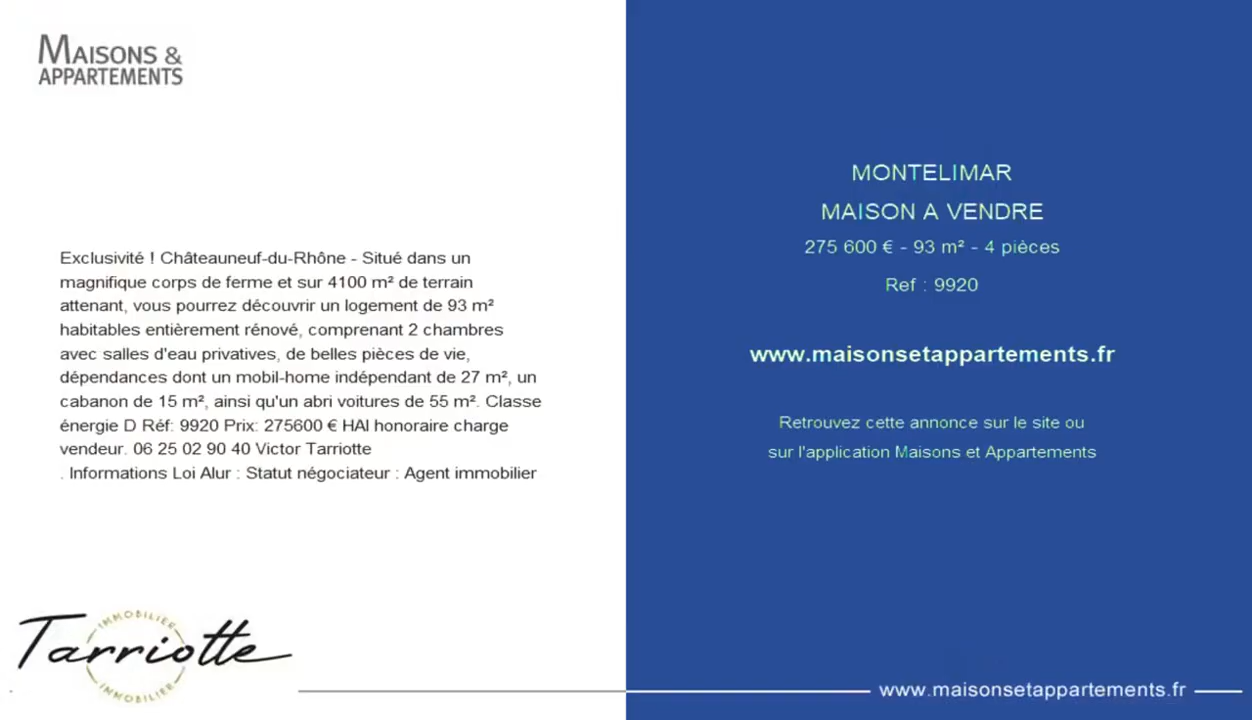 MAISONS &
APPARTEMENTS
Exclusivité ! Châteauneuf-du-Rhône - Situé dans un
magnifique corps de ferme et sur 4100 m² de terrain
attenant, vous pourrez découvrir un logement de 93 m²
habitables entièrement rénové, comprenant 2 chambres
avec salles d'eau privatives, de belles pièces de vie,
dépendances dont un mobil-home indépendant de 27 m², un
cabanon de 15 m², ainsi qu'un abri voitures de 55 m². Classe
énergie D Réf: 9920 Prix: 275600 € HAI honoraire charge
vendeur. 06 25 02 90 40 Victor Tarriotte
. Informations Loi Alur : Statut négociateur : Agent immobilier
IMMOBILIER
Tarriotte
IMMOBILIER
MONTELIMAR
MAISON A VENDRE
275 600 € - 93 m² - 4 pièces
Ref : 9920
www.maisonsetappartements.fr
Retrouvez cette annonce sur le site ou
sur l'application Maisons et Appartements
www.maisonsetappartements.fr